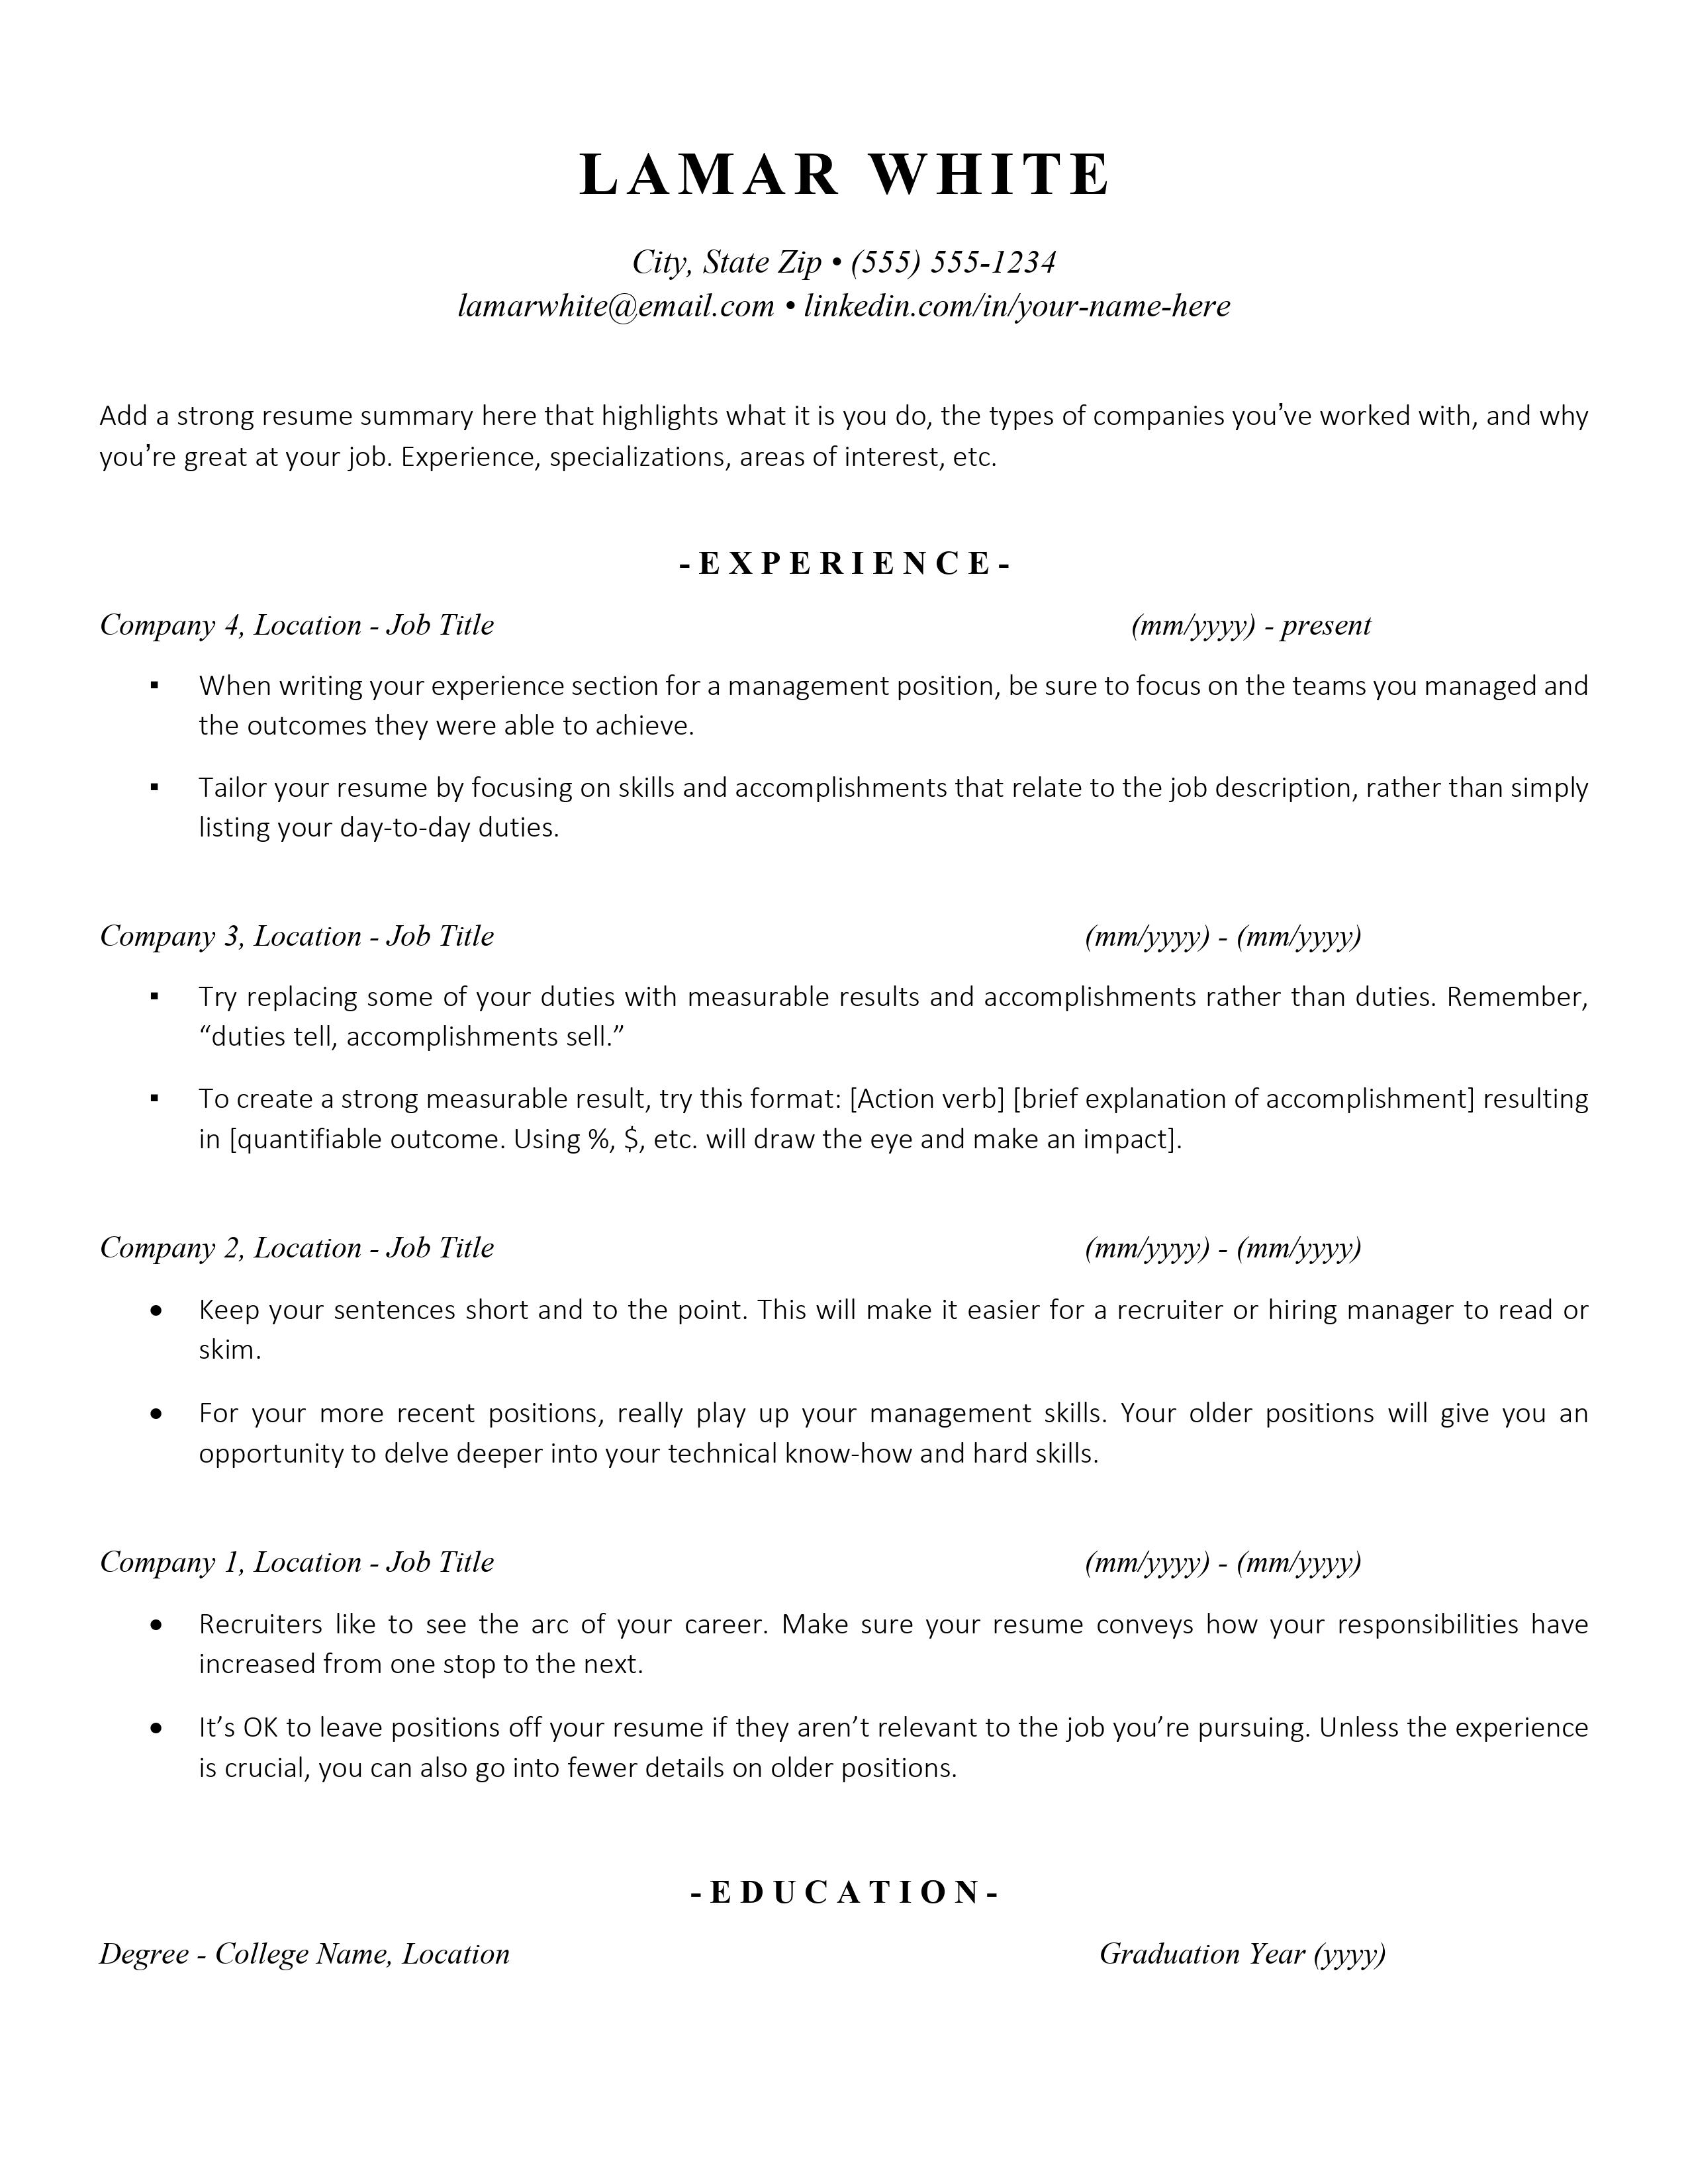 LAMAR WHITE
City, State Zip • (555) 555-1234
lamarwhite@email.com • linkedin.com/in/your-name-here
Add a strong resume summary here that highlights what it is you do, the types of companies you’ve worked with, and why
you’re great at your job. Experience, specializations, areas of interest, etc.
-EXPERIENCE-
Company 4, Location - Job Title (mm/yyyy) - present
▪ When writing your experience section for a management position, be sure to focus on the teams you managed and
the outcomes they were able to achieve.
▪ Tailor your resume by focusing on skills and accomplishments that relate to the job description, rather than simply
listing your day-to-day duties.
Company 3, Location - Job Title (mm/yyyy) - (mm/yyyy)
▪ Try replacing some of your duties with measurable results and accomplishments rather than duties. Remember,
“duties tell, accomplishments sell.”
▪ To create a strong measurable result, try this format: [Action verb] [brief explanation of accomplishment] resulting
in [quantifiable outcome. Using %, $, etc. will draw the eye and make an impact].
Company 2, Location - Job Title (mm/yyyy) - (mm/yyyy)
• Keep your sentences short and to the point. This will make it easier for a recruiter or hiring manager to read or
skim.
• For your more recent positions, really play up your management skills. Your older positions will give you an
opportunity to delve deeper into your technical know-how and hard skills.
Company 1, Location - Job Title (mm/yyyy) - (mm/yyyy)
• Recruiters like to see the arc of your career. Make sure your resume conveys how your responsibilities have
increased from one stop to the next.
• It’s OK to leave positions off your resume if they aren’t relevant to the job you’re pursuing. Unless the experience
is crucial, you can also go into fewer details on older positions.
-EDUCATION-
Degree - College Name, Location Graduation Year (yyyy)